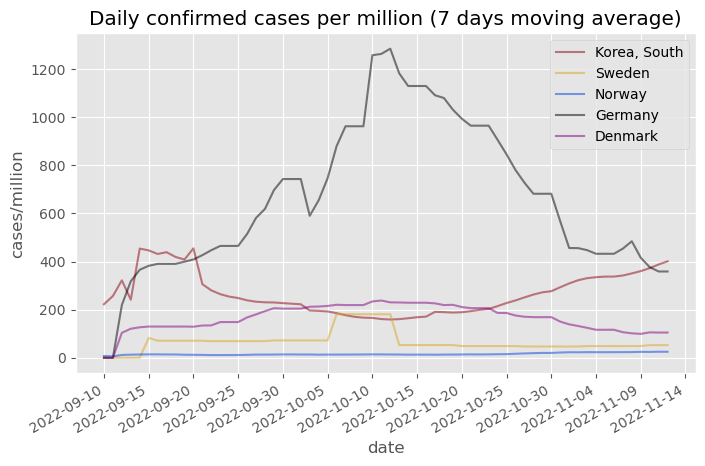 Daily confirmed cases per million (7 days moving average)
Korea, South
Sweden
Norway
Germany
Denmark
cases/million
1200
1000
800
600
400
200
0
2022-09-10
2022-09-15
2022-09-20
2022-09-25
2022-09-30
2022-10-05
2022-10-10
2022-10-15
2022-10-20
2022-10-25
2022-10-30
2022-11-04
2022-11-09
2022-11-14
date